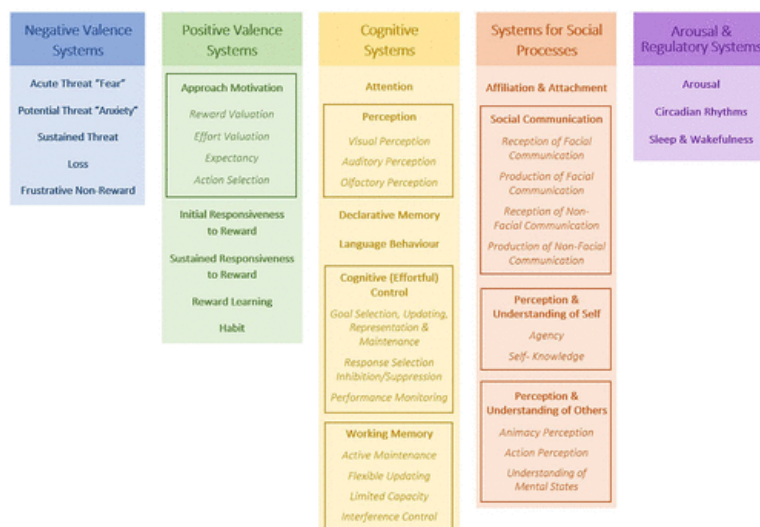 Negative Valence
Systems
Acute Threat "Fear"
Potential Threat "Anxiety"
Sustained Threat
Loss
Frustrative Non-Reward
Positive Valence
Systems
Approach Motivation
Reward Valuation
Effort Valuation
Expectancy
Action Selection
Initial Responsiveness
to Reward
Sustained Responsiveness
to Reward
Reward Learning
Habit
Cognitive
Systems
Attention
Perception
Visual Perception
Auditory Perception
Olfactory Perception
Declarative Memory
Language Behaviour
Cognitive (Effortful)
Control
Goal Selection, Updating,
Representation &
Maintenance
Response Selection
Inhibition/Suppression
Performance Monitoring
Working Memory
Active Maintenance
Flexible Updating
Limited Capacity
Interference Control
Systems for Social
Processes
Affiliation & Attachment
Social Communication
Reception of Facial
Communication
Production of Facial
Communication
Reception of Non-
Facial Communication
Production of Non-Facial
Communication
Perception &
Understanding of Self
Agency
Self- Knowledge
Perception &
Understanding of Others
Animacy Perception
Action Perception
Understanding of
Mental States
Arousal &
Regulatory Systems
Arousal
Circadian Rhythms
Sleep & Wakefulness